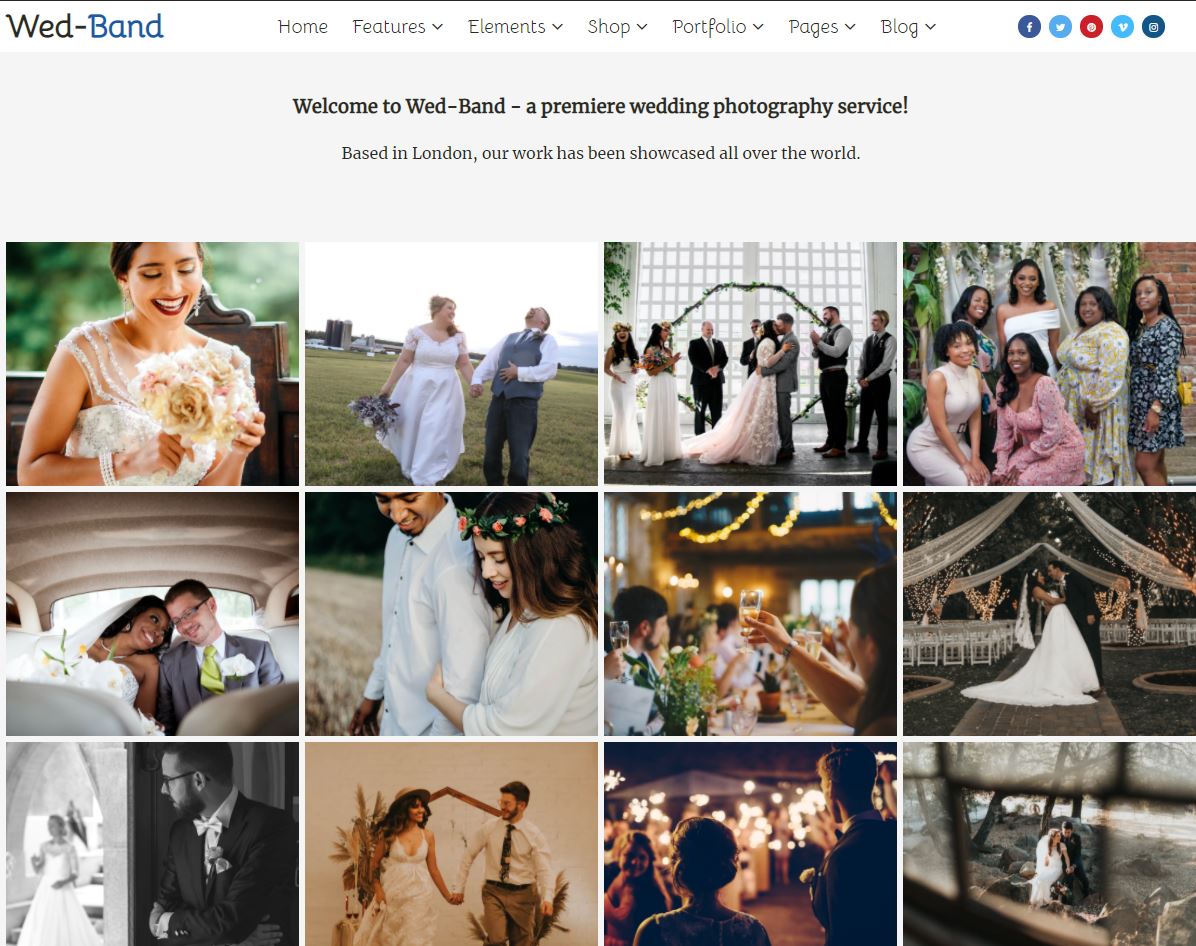 Wed-Band
Home Features Elements Shop Portfolio Pages Blog
Welcome to Wed-Band - a premiere wedding photography service!
Based in London, our work has been showcased all over the world.